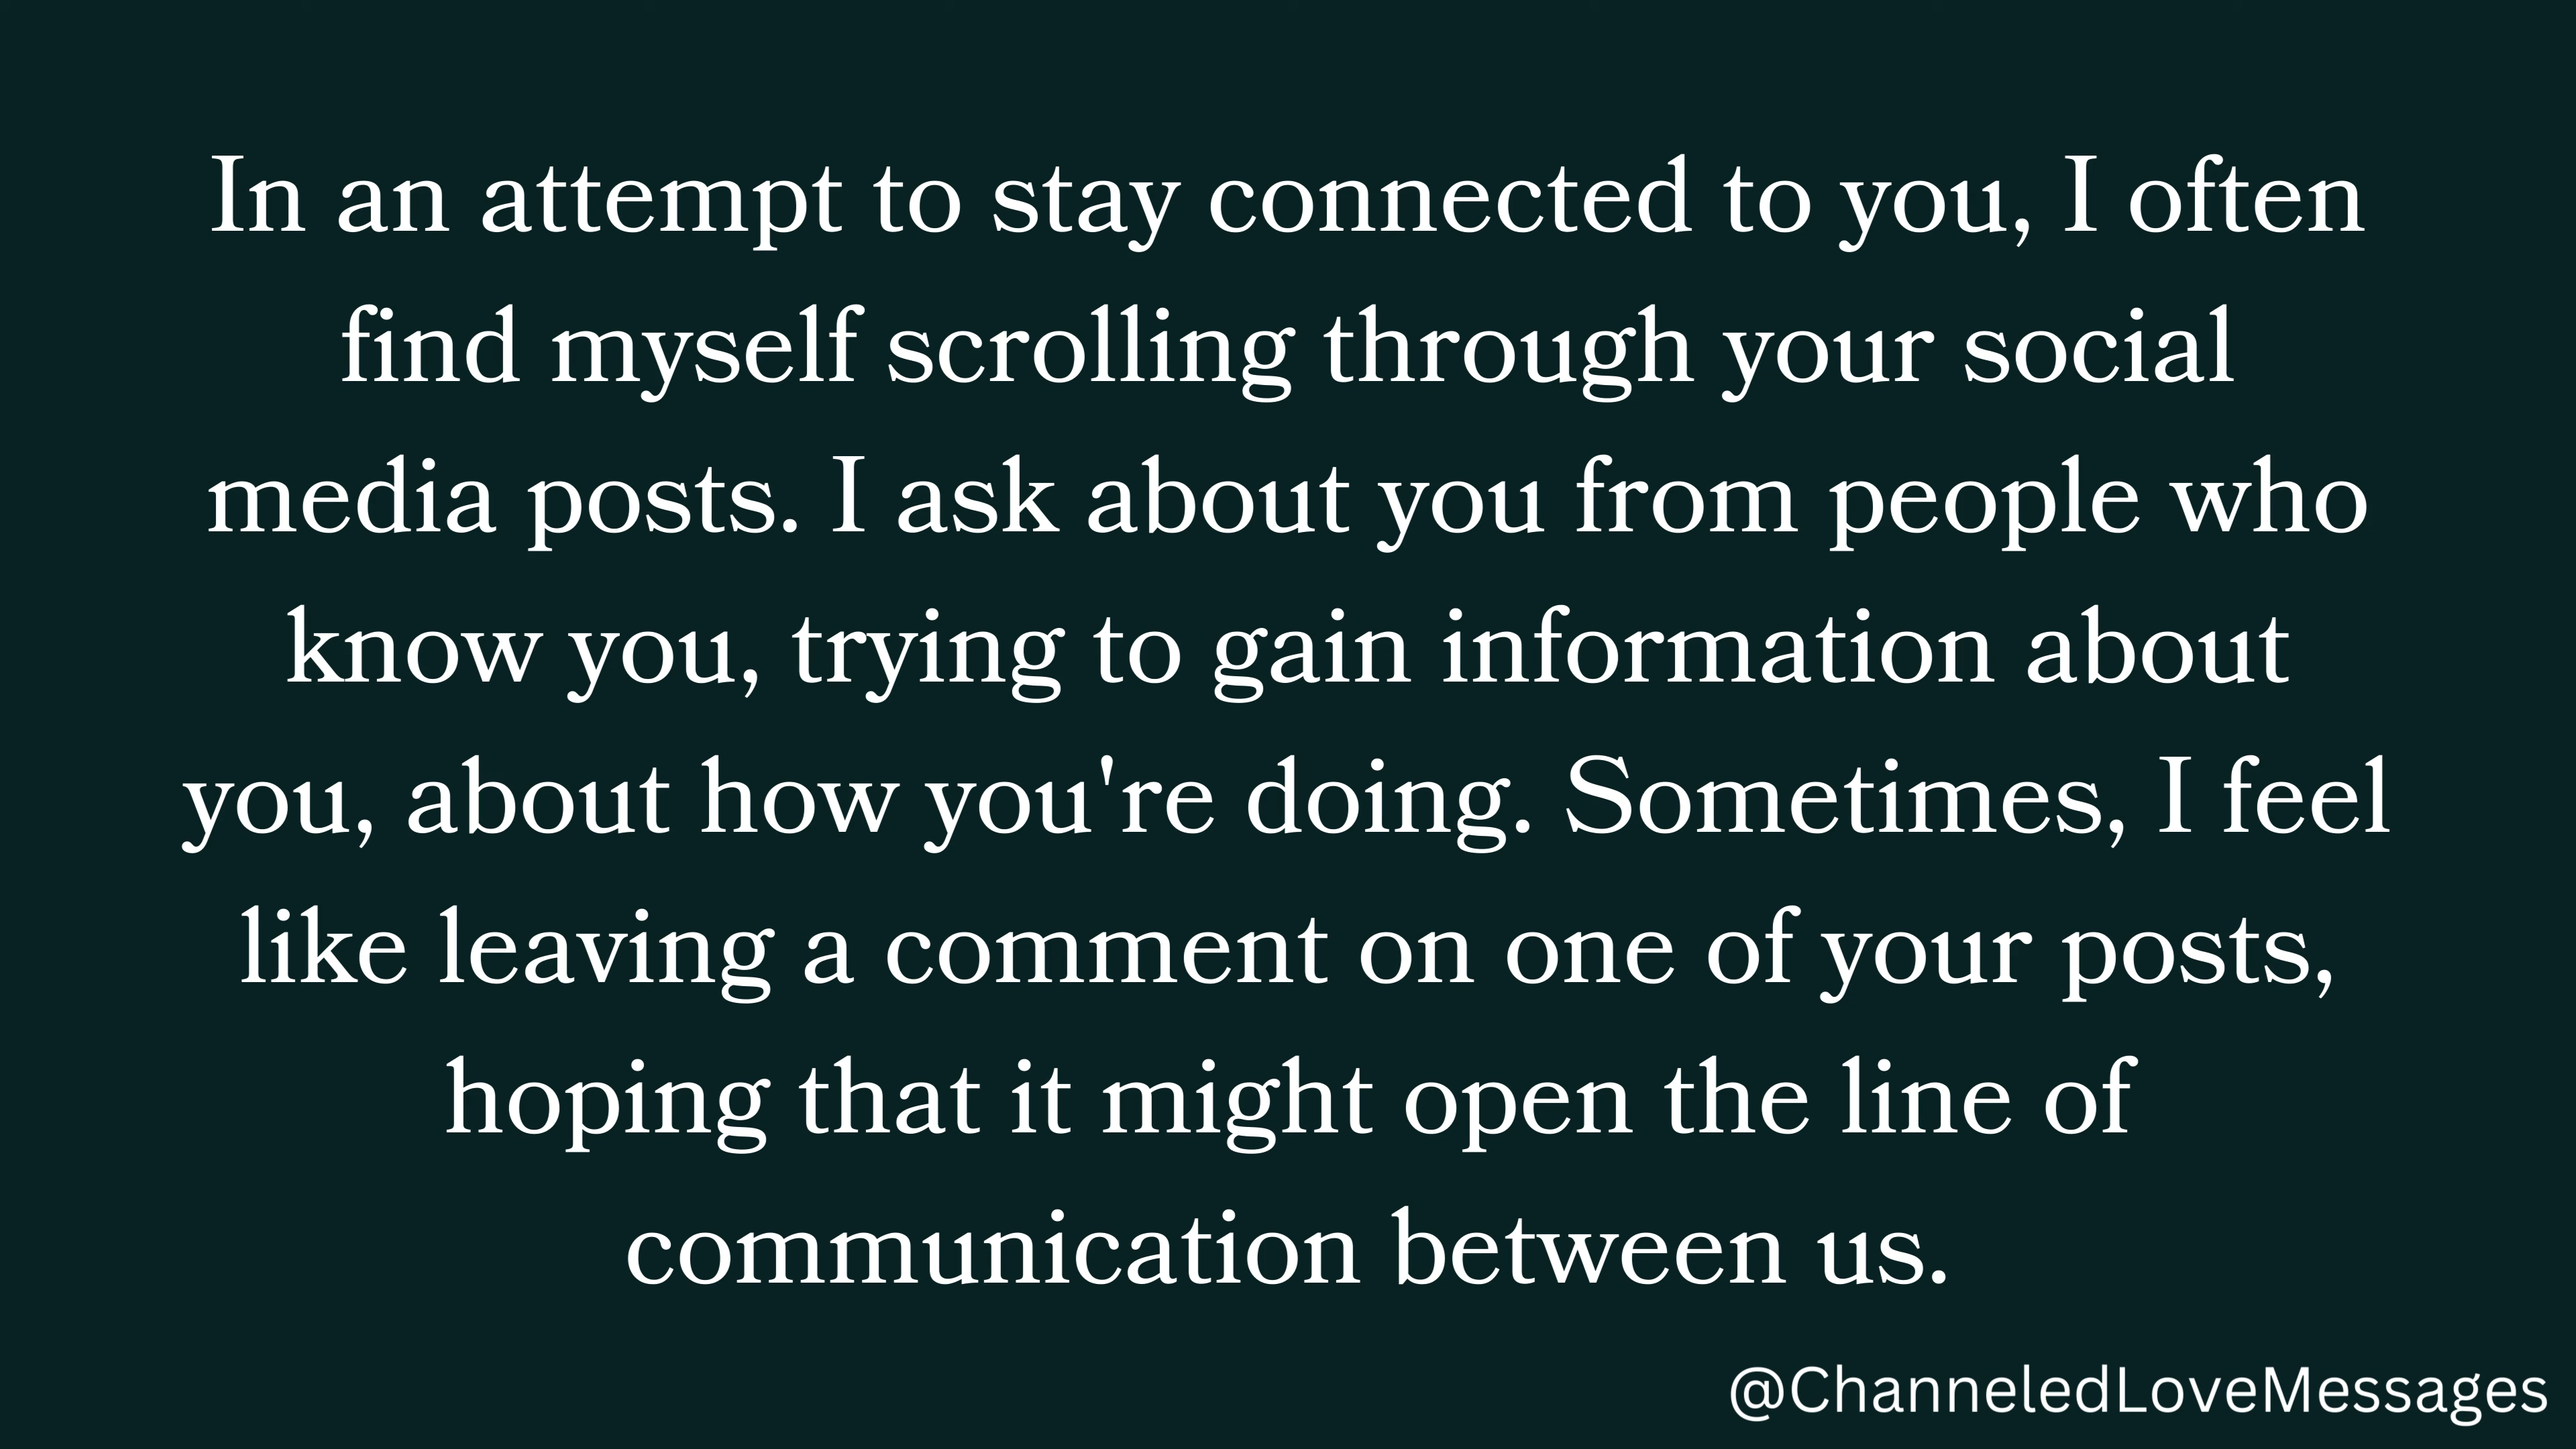 In an attempt to stay connected to you, I often
find myself scrolling through your social
media posts. I ask about you from people who
know you, trying to gain information about
you, about how you're doing. Sometimes, I feel
like leaving a comment on one of your posts,
hoping that it might open the line of
communication between us.
@ChanneledLoveMessages